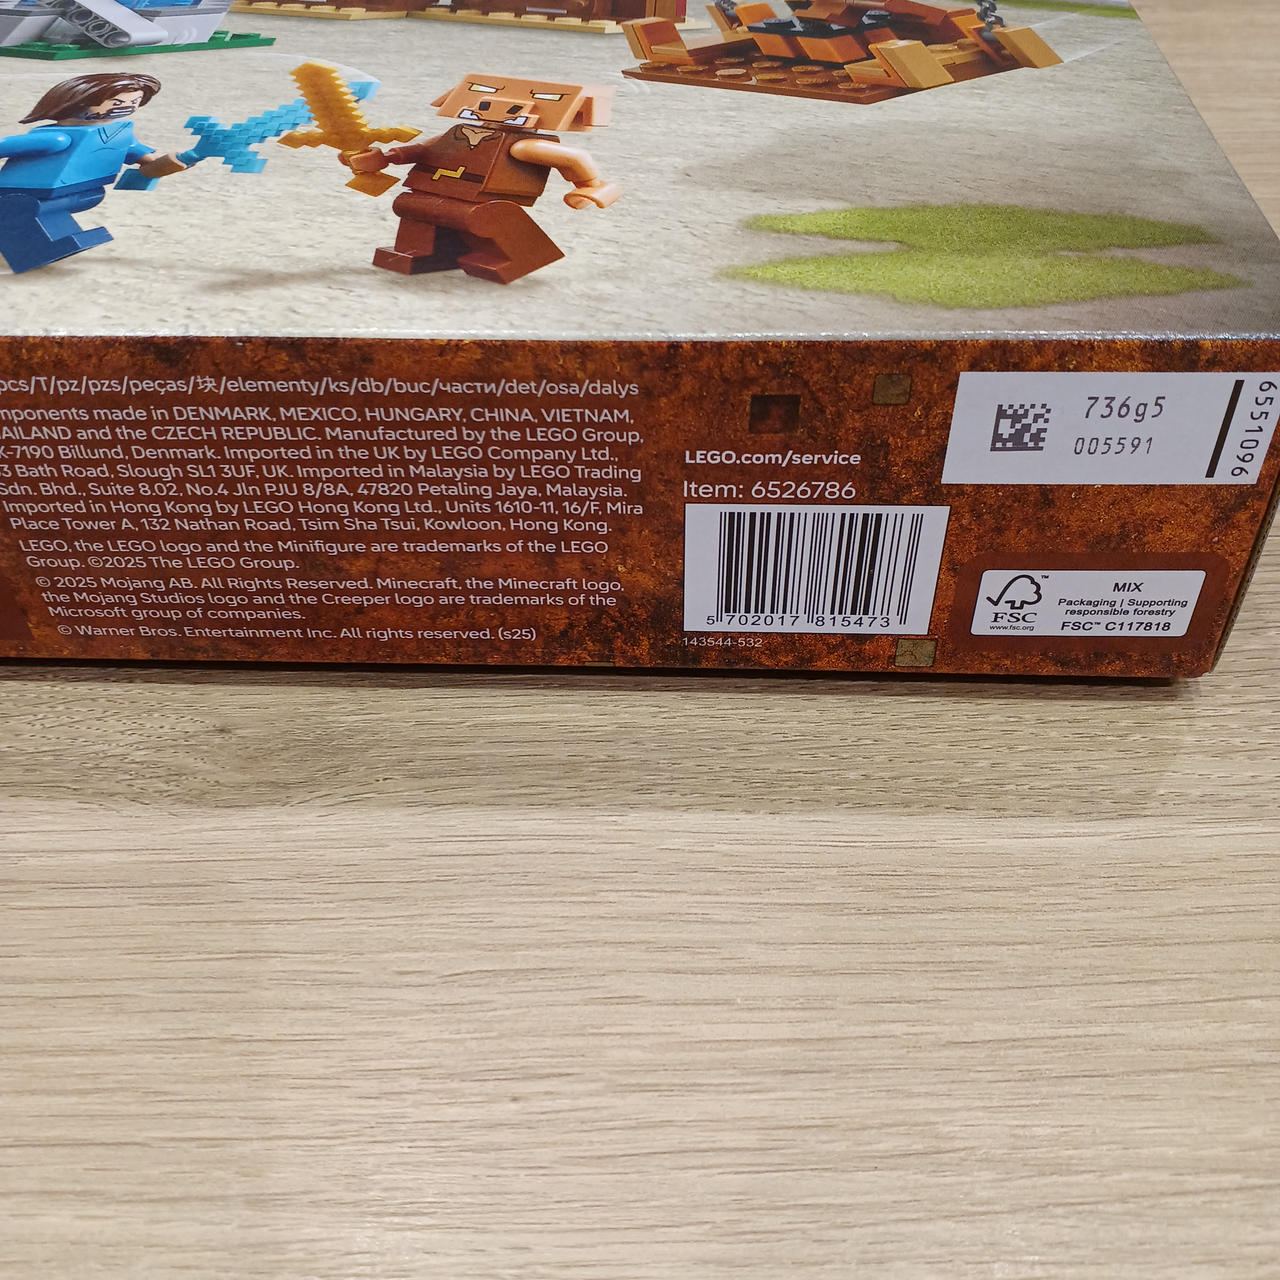 pcs/T/pz/pzs/peças/块/elementy/ks/db/buc/части/det/osa/dalys
mponents made in DENMARK, MEXICO, HUNGARY, CHINA, VIETNAM,
AILAND and the CZECH REPUBLIC. Manufactured by the LEGO Group,
K-7190 Billund, Denmark. Imported in the UK by LEGO Company Ltd.,
3 Bath Road, Slough SL1 3UF, UK. Imported in Malaysia by LEGO Trading
Sdn. Bhd., Suite 8.02, No.4 Jln PJU 8/8A, 47820 Petaling Jaya, Malaysia.
Imported in Hong Kong by LEGO Hong Kong Ltd., Units 1610-11, 16/F, Mira
Place Tower A, 132 Nathan Road, Tsim Sha Tsui, Kowloon, Hong Kong.
LEGO, the LEGO logo and the Minifigure are trademarks of the LEGO
Group. ©2025 The LEGO Group.
© 2025 Mojang AB. All Rights Reserved. Minecraft, the Minecraft logo,
the Mojang Studios logo and the Creeper logo are trademarks of the
Microsoft group of companies.
© Warner Bros. Entertainment Inc. All rights reserved. (s25)
LEGO.com/service
Item: 6526786
5 702017 815473
143544-532
736g5
005591
6551096
FSC™
www.fsc.org
MIX
Packaging | Supporting
responsible forestry
FSC™ C117818